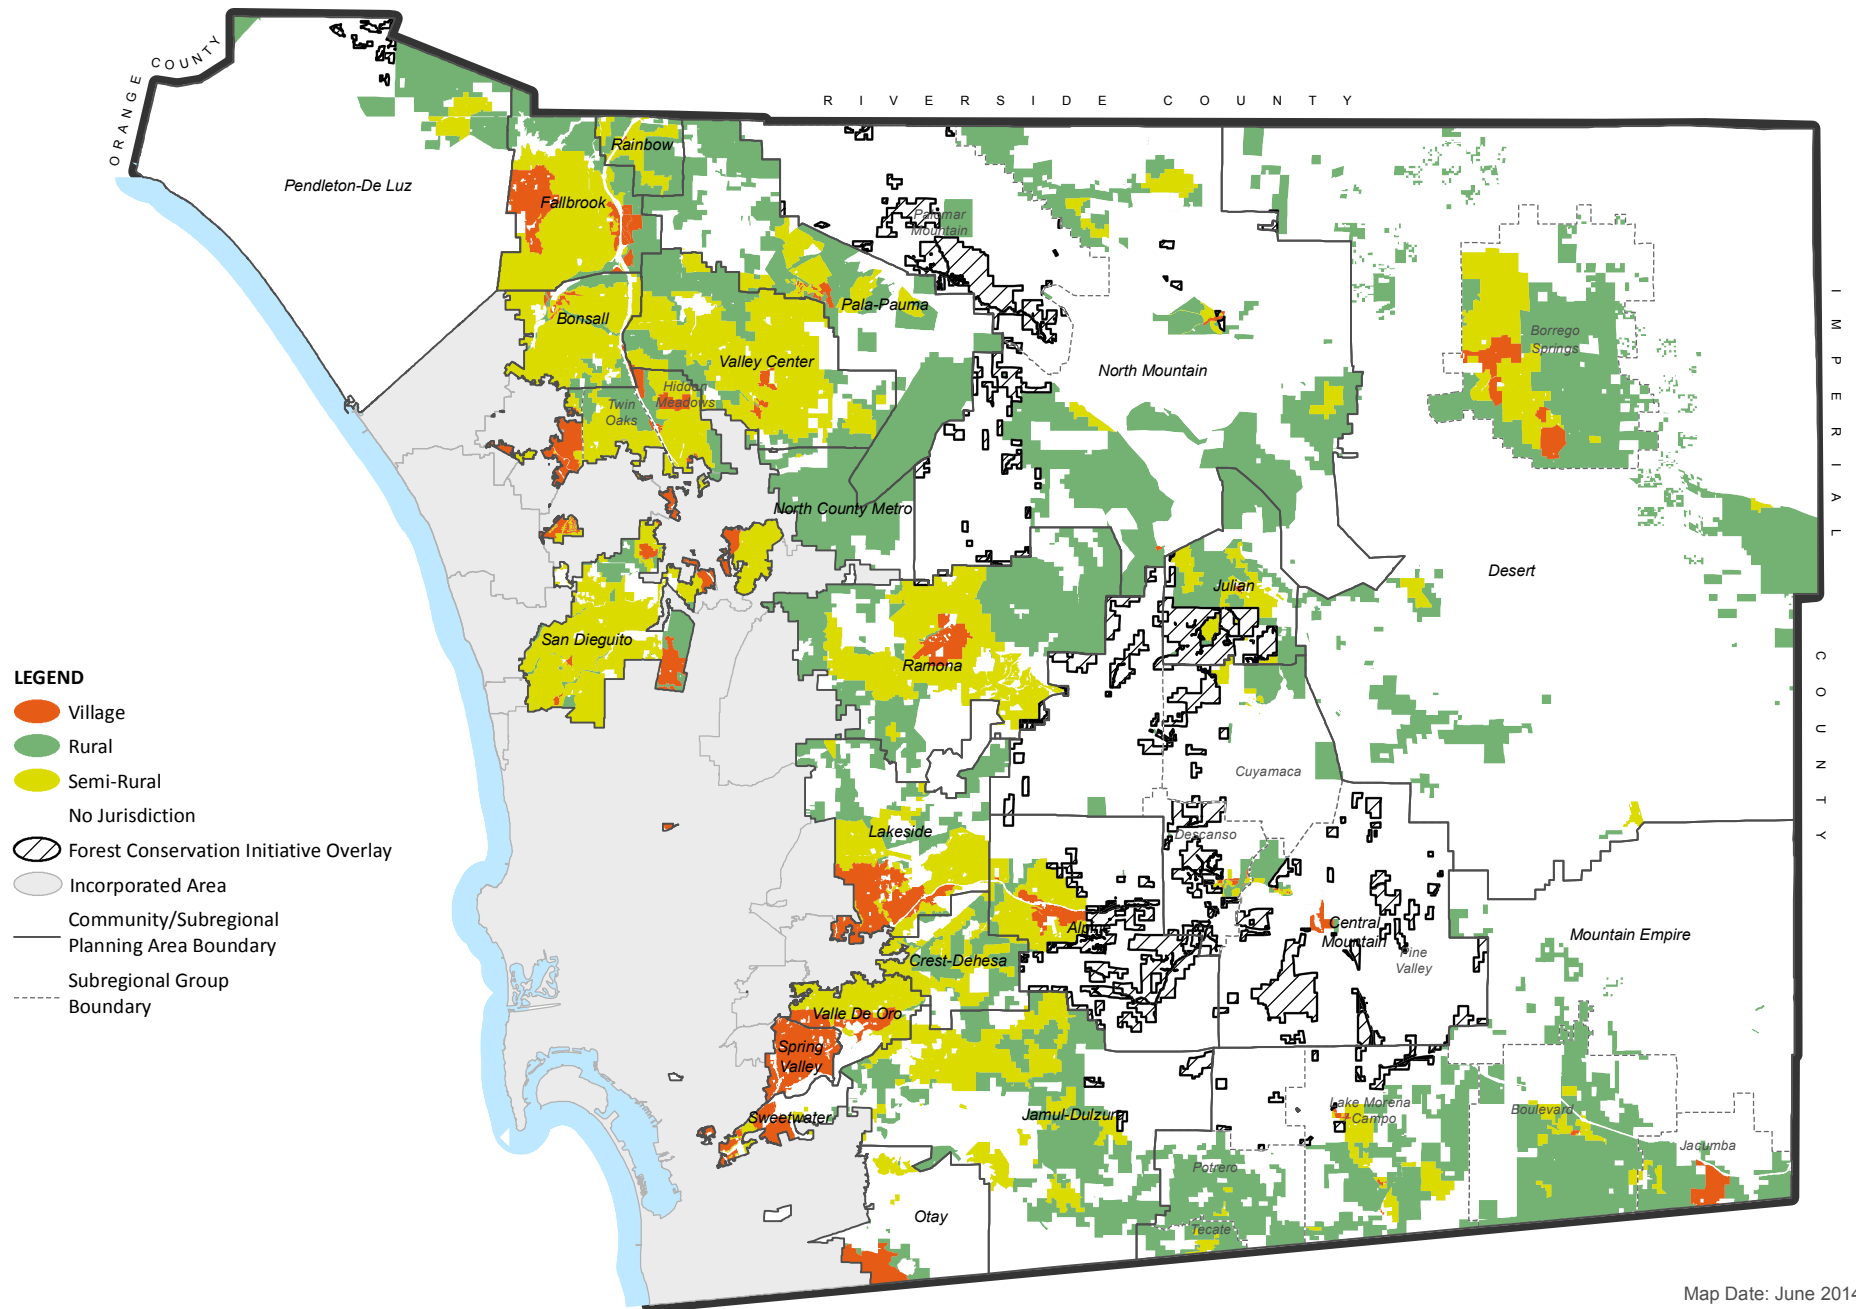 ORANGE COUNTY
RIVERSIDE COUNTY
IMPERIAL COUNTY
Pendleton-De Luz
Rainbow
Fallbrook
Palomar
Mountain
Pala-Pauma
Bonsall
Valley Center
Hidden
Meadows
Twin
Oaks
North Mountain
Borrego
Springs
North County Metro
Desert
Julian
San Dieguito
Ramona
LEGEND
Village
Rural
Semi-Rural
No Jurisdiction
Forest Conservation Initiative Overlay
Incorporated Area
Community/Subregional
Planning Area Boundary
Subregional Group
Boundary
Cuyamaca
Lakeside
Descanso
Alpine
Central
Mountain
Pine
Valley
Mountain Empire
Crest-Dehesa
Valle De Oro
Spring
Valley
Sweetwater
Jamul-Dulzura
Lake Morena
Campo
Boulevard
Jacumba
Potrero
Otay
Tecate
Map Date: June 2014